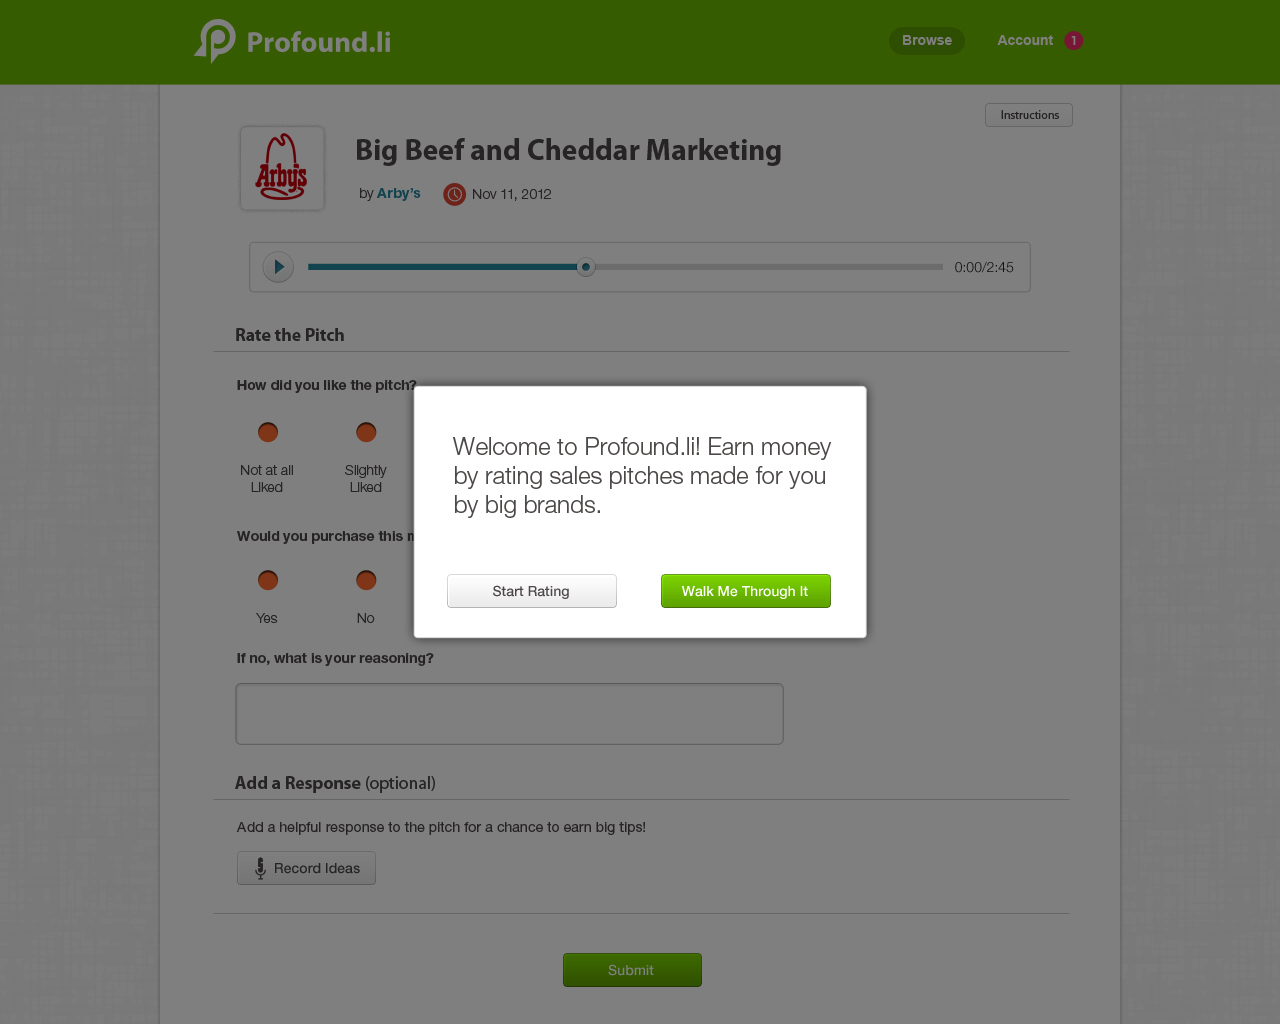 Profound.li
Browse
Account
1
Instructions
Arby's
Big Beef and Cheddar Marketing
by Arby's
Nov 11, 2012
0:00/2:45
Rate the Pitch
How did you like the pitch?
Not at all
Liked
Slightly
Liked
Welcome to Profound.li! Earn money
by rating sales pitches made for you
by big brands.
Start Rating
Walk Me Through It
Would you purchase this
Yes
No
If no, what is your reasoning?
Add a Response (optional)
Add a helpful response to the pitch for a chance to earn big tips!
Record Ideas
Submit